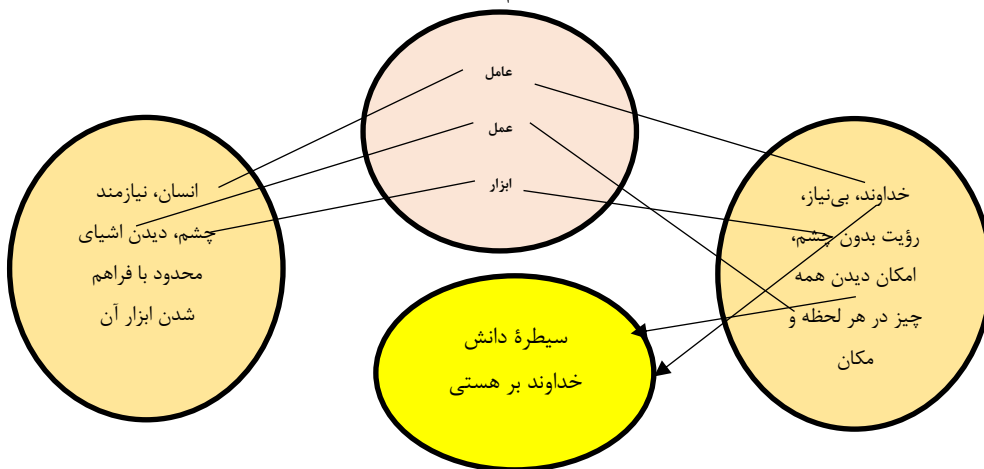 عامل
عمل
ابزار
خداوند، بی‌نیاز،
رؤیت بدون چشم،
امکان دیدن همه
چیز در هر لحظه و
مکان
انسان، نیازمند
چشم، دیدن اشیای
محدود با فراهم
شدن ابزار آن
سیطرۀ دانش
خداوند بر هستی